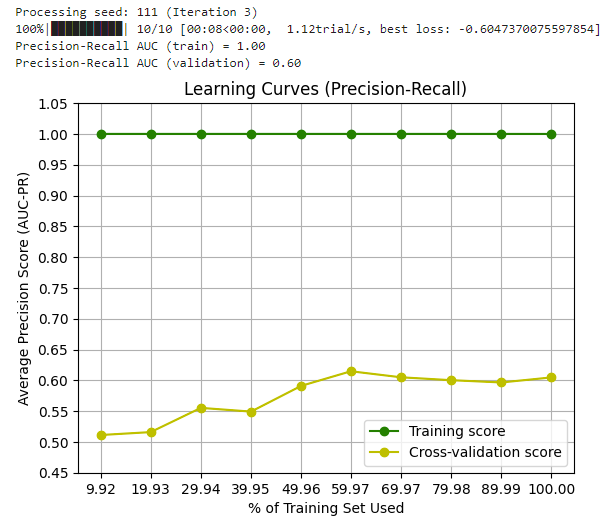 Processing seed: 111 (Iteration 3)
100%|██████████| 10/10 [00:08<00:00,  1.12trial/s, best loss: -0.6047370075597854]
Precision-Recall AUC (train) = 1.00
Precision-Recall AUC (validation) = 0.60
Learning Curves (Precision-Recall)
1.05
1.00
0.95
0.90
0.85
0.80
0.75
0.70
0.65
0.60
0.55
0.50
0.45
Average Precision Score (AUC-PR)
Training score
Cross-validation score
9.92 19.93 29.94 39.95 49.96 59.97 69.97 79.98 89.99 100.00
% of Training Set Used